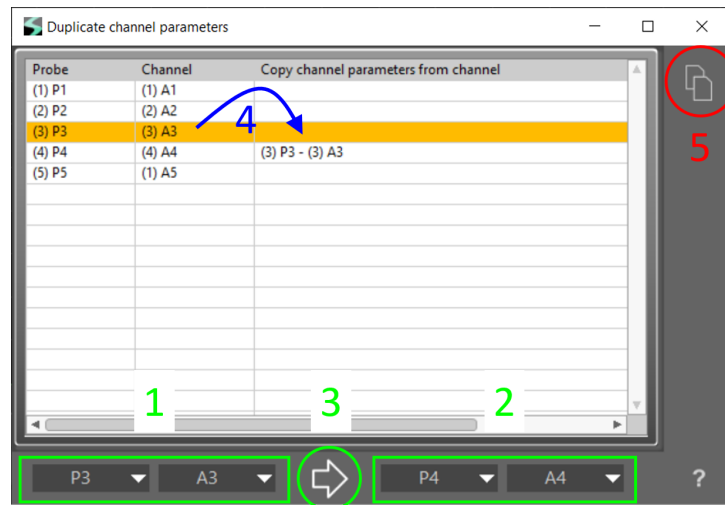 Duplicate channel parameters
Probe Channel Copy channel parameters from channel
(1) P1 (1) A1
(2) P2 (2) A2
(3) P3 (3) A3
(4) P4 (4) A4 (3) P3 - (3) A3
(5) P5 (1) A5
4
5
1 3 2
P3 A3 P4 A4 ?